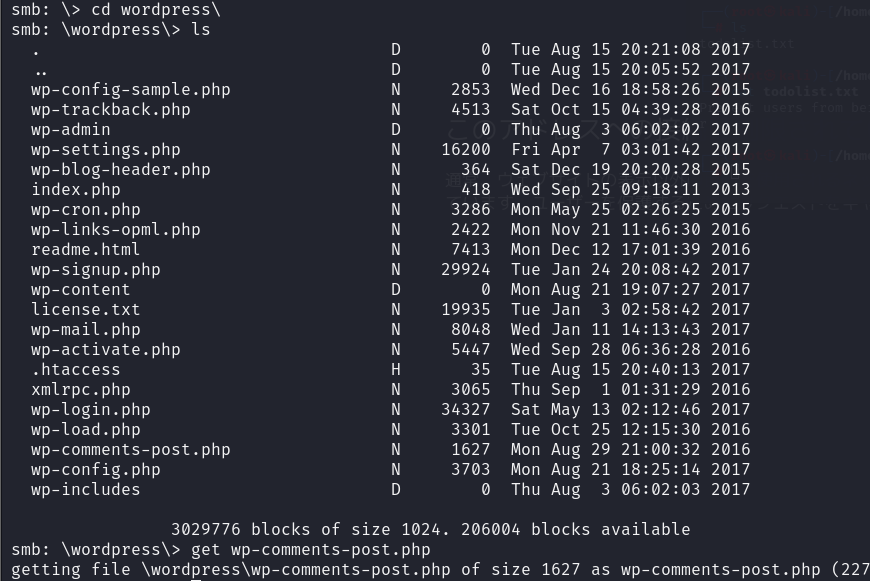 smb: \> cd wordpress\
smb: \wordpress\> ls
. D 0 Tue Aug 15 20:21:08 2017
.. D 0 Tue Aug 15 20:05:52 2017
wp-config-sample.php N 2853 Wed Dec 16 18:58:26 2015
wp-trackback.php N 4513 Sat Oct 15 04:39:28 2016
wp-admin D 0 Thu Aug 3 06:02:02 2017
wp-settings.php N 16200 Fri Apr 7 03:01:42 2017
wp-blog-header.php N 364 Sat Dec 19 20:20:28 2015
index.php N 418 Wed Sep 25 09:18:11 2013
wp-cron.php N 3286 Mon May 25 02:26:25 2015
wp-links-opml.php N 2422 Mon Nov 21 11:46:30 2016
readme.html N 7413 Mon Dec 12 17:01:39 2016
wp-signup.php N 29924 Tue Jan 24 20:08:42 2017
wp-content D 0 Mon Aug 21 19:07:27 2017
license.txt N 19935 Tue Jan 3 02:58:42 2017
wp-mail.php N 8048 Wed Jan 11 14:13:43 2017
wp-activate.php N 5447 Wed Sep 28 06:36:28 2016
.htaccess H 35 Tue Aug 15 20:40:13 2017
xmlrpc.php N 3065 Thu Sep 1 01:31:29 2016
wp-login.php N 34327 Sat May 13 02:12:46 2017
wp-load.php N 3301 Tue Oct 25 12:15:30 2016
wp-comments-post.php N 1627 Mon Aug 29 21:00:32 2016
wp-config.php N 3703 Mon Aug 21 18:25:14 2017
wp-includes D 0 Thu Aug 3 06:02:03 2017
3029776 blocks of size 1024. 206004 blocks available
smb: \wordpress\> get wp-comments-post.php
getting file \wordpress\wp-comments-post.php of size 1627 as wp-comments-post.php (227